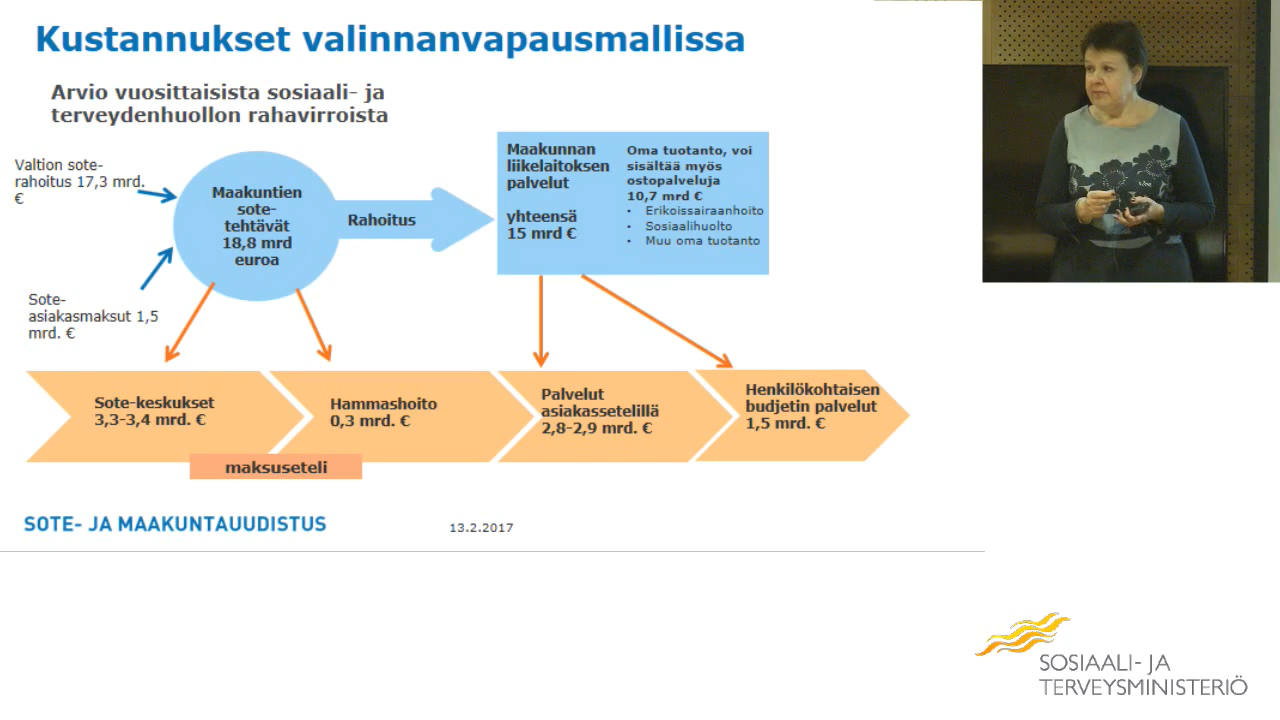 Kustannukset valinnanvapausmallissa
Arvio vuosittaisista sosiaali- ja
terveydenhuollon rahavirroista
Valtion sote-
rahoitus 17,3 mrd.
€
Sote-
asiakasmaksut 1,5
mrd. €
Maakuntien
sote-
tehtävät
18,8 mrd
euroa
Rahoitus
Maakunnan
liikelaitoksen
palvelut
yhteensä
15 mrd €
Oma tuotanto, voi
sisältää myös
ostopalveluja
10,7 mrd €
• Erikoissairaanhoito
• Sosiaalihuolto
• Muu oma tuotanto
Sote-keskukset
3,3-3,4 mrd. €
Hammashoito
0,3 mrd. €
Palvelut
asiakassetelillä
2,8-2,9 mrd. €
Henkilökohtaisen
budjetin palvelut
1,5 mrd. €
maksuseteli
SOTE- JA MAAKUNTAUUDISTUS
13.2.2017
SOSIAALI- JA
TERVEYSMINISTERIÖ